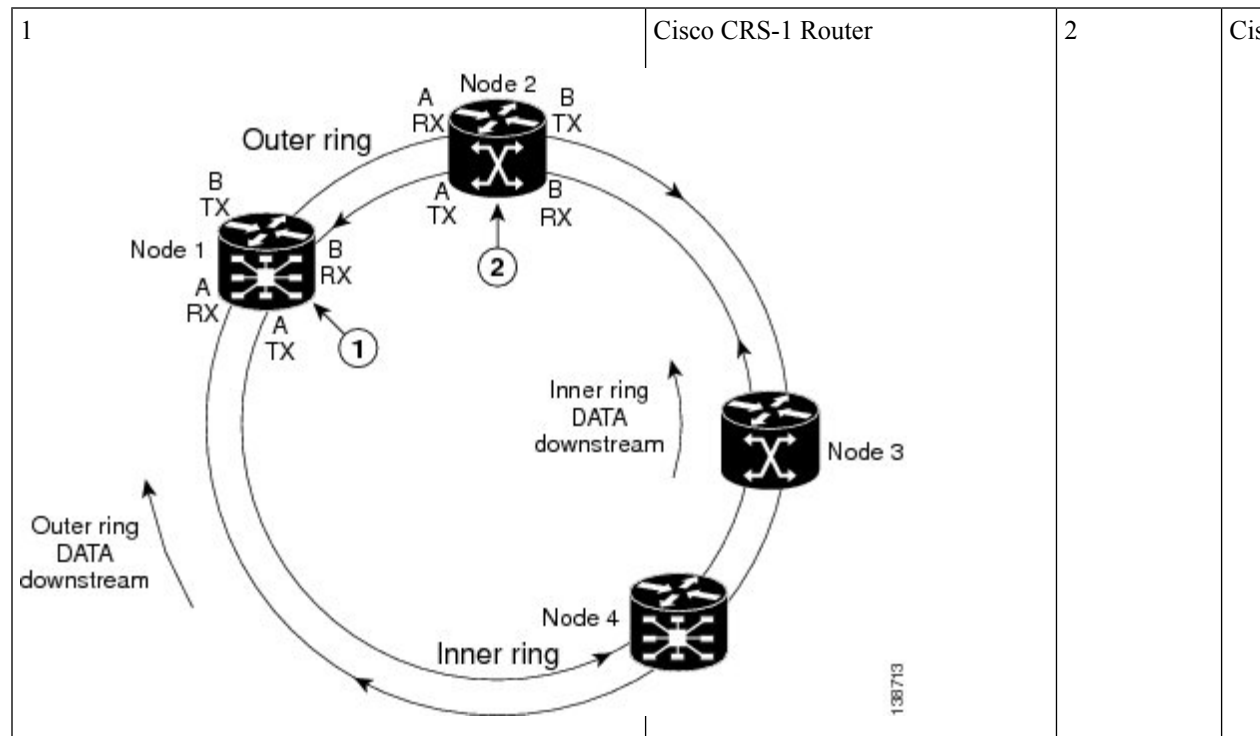 1
Cisco CRS-1 Router
2
Node 2
A
RX
B
TX
Outer ring
B
TX
A
TX
B
RX
Node 1
B
RX
2
A
RX
A
TX
1
Inner ring
DATA
downstream
Node 3
Outer ring
DATA
downstream
Node 4
Inner ring
138713